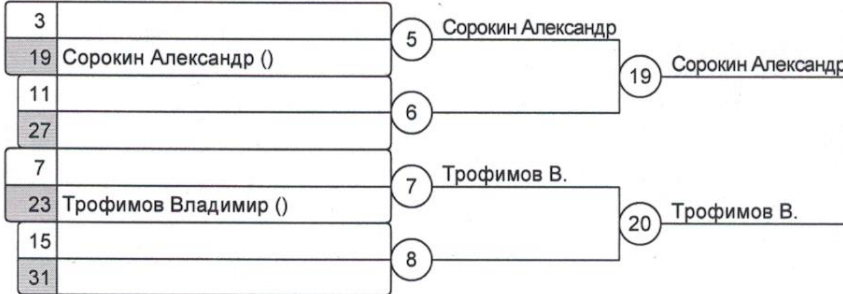 3
5 Сорокин Александр
19 Сорокин Александр ()
19 Сорокин Александр
11
6
27
7
7 Трофимов В.
23 Трофимов Владимир ()
20 Трофимов В.
15
8
31